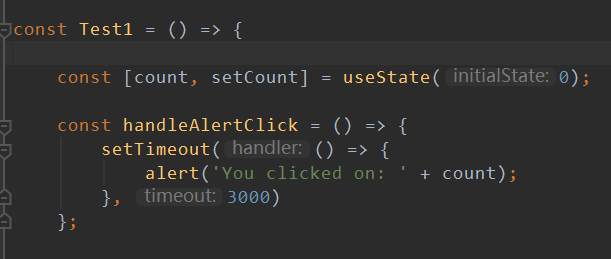 const Test1 = () => {
const [count, setCount] = useState( initialState: 0);
const handleAlertClick = () => {
setTimeout( handler: () => {
alert('You clicked on: ' + count);
}, timeout: 3000)
};